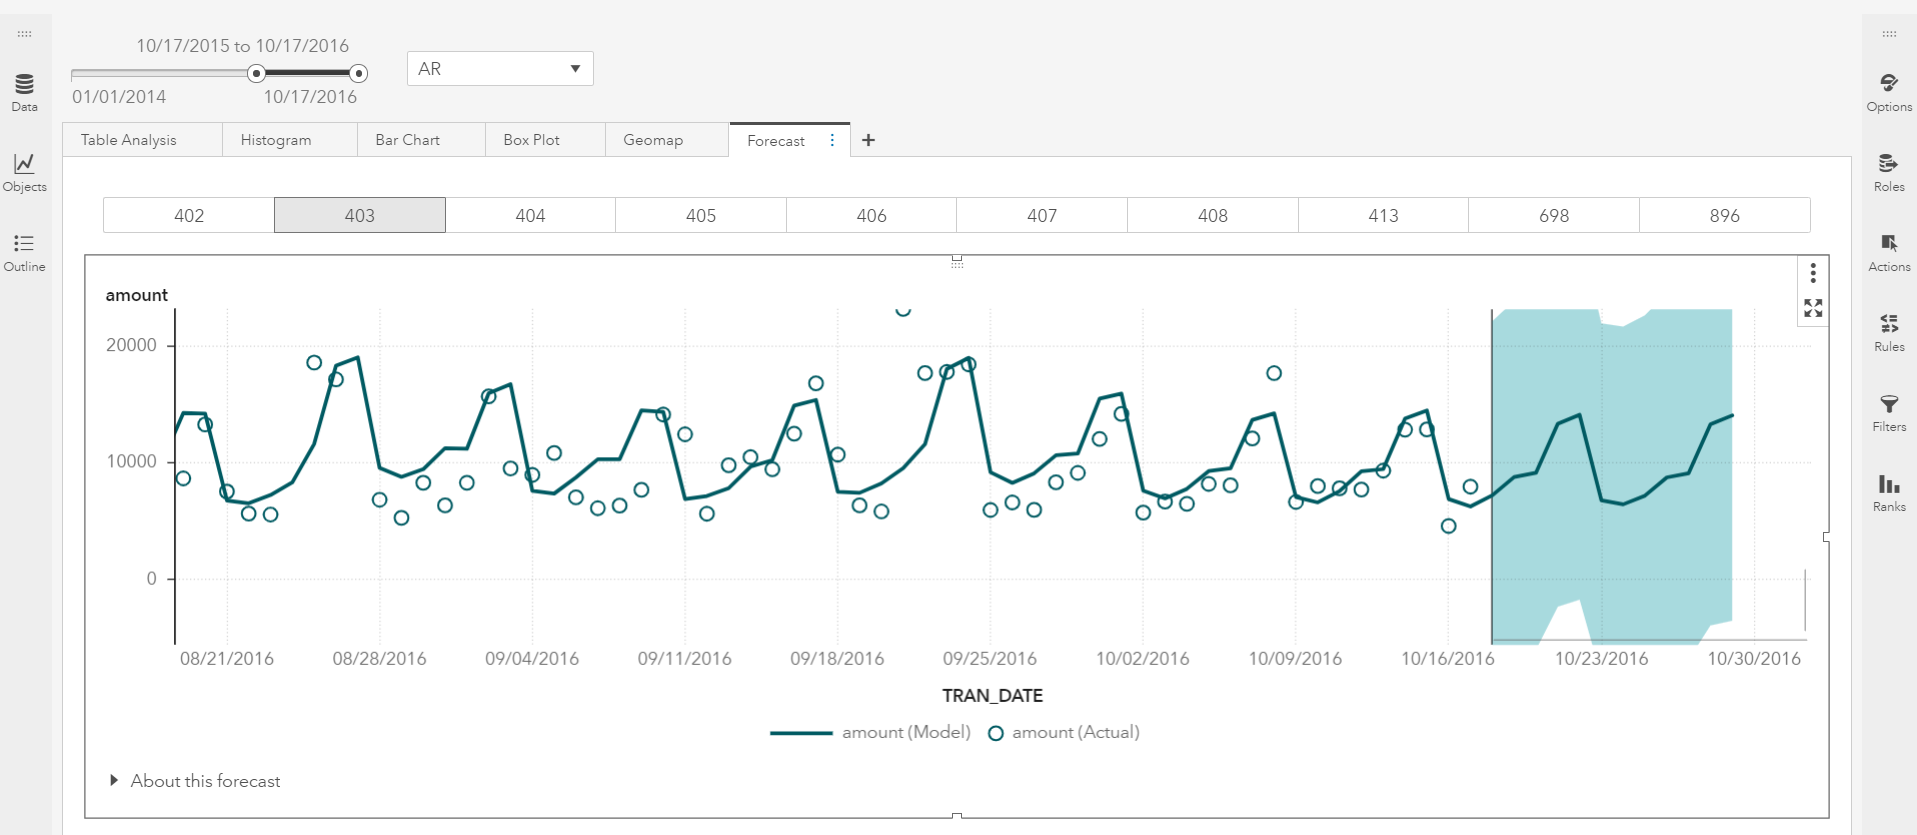 10/17/2015 to 10/17/2016
01/01/2014 10/17/2016
AR
Data
Objects
Outline
Table Analysis Histogram Bar Chart Box Plot Geomap Forecast +
402 403 404 405 406 407 408 413 698 896
amount
20000
10000
0
08/21/2016 08/28/2016 09/04/2016 09/11/2016 09/18/2016 09/25/2016 10/02/2016 10/09/2016 10/16/2016 10/23/2016 10/30/2016
TRAN_DATE
amount (Model) amount (Actual)
About this forecast
Options
Roles
Actions
Rules
Filters
Ranks